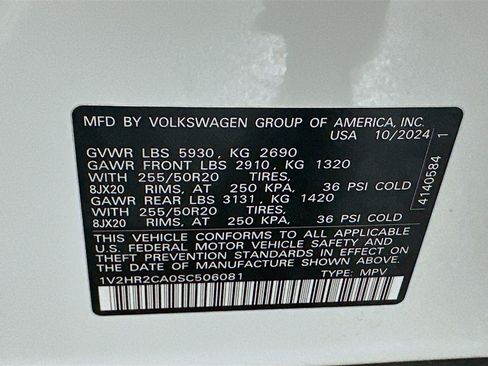 MFD BY VOLKSWAGEN GROUP OF AMERICA, INC.
USA 10/2024
GVWR LBS 5930, KG 2690
GAWR FRONT LBS 2910, KG 1320
WITH 255/50R20 TIRES,
8JX20 RIMS, AT 250 KPA, 36 PSI COLD
GAWR REAR LBS 3131, KG 1420
WITH 255/50R20 TIRES,
8JX20 RIMS, AT 250 KPA, 36 PSI COLD
THIS VEHICLE CONFORMS TO ALL APPLICABLE
U.S. FEDERAL MOTOR VEHICLE SAFETY AND
THEFT PREVENTION STANDARDS IN EFFECT ON
THE DATE OF MANUFACTURE SHOWN ABOVE.
1V2HR2CA0SC506081 TYPE: MPV
4140584 1